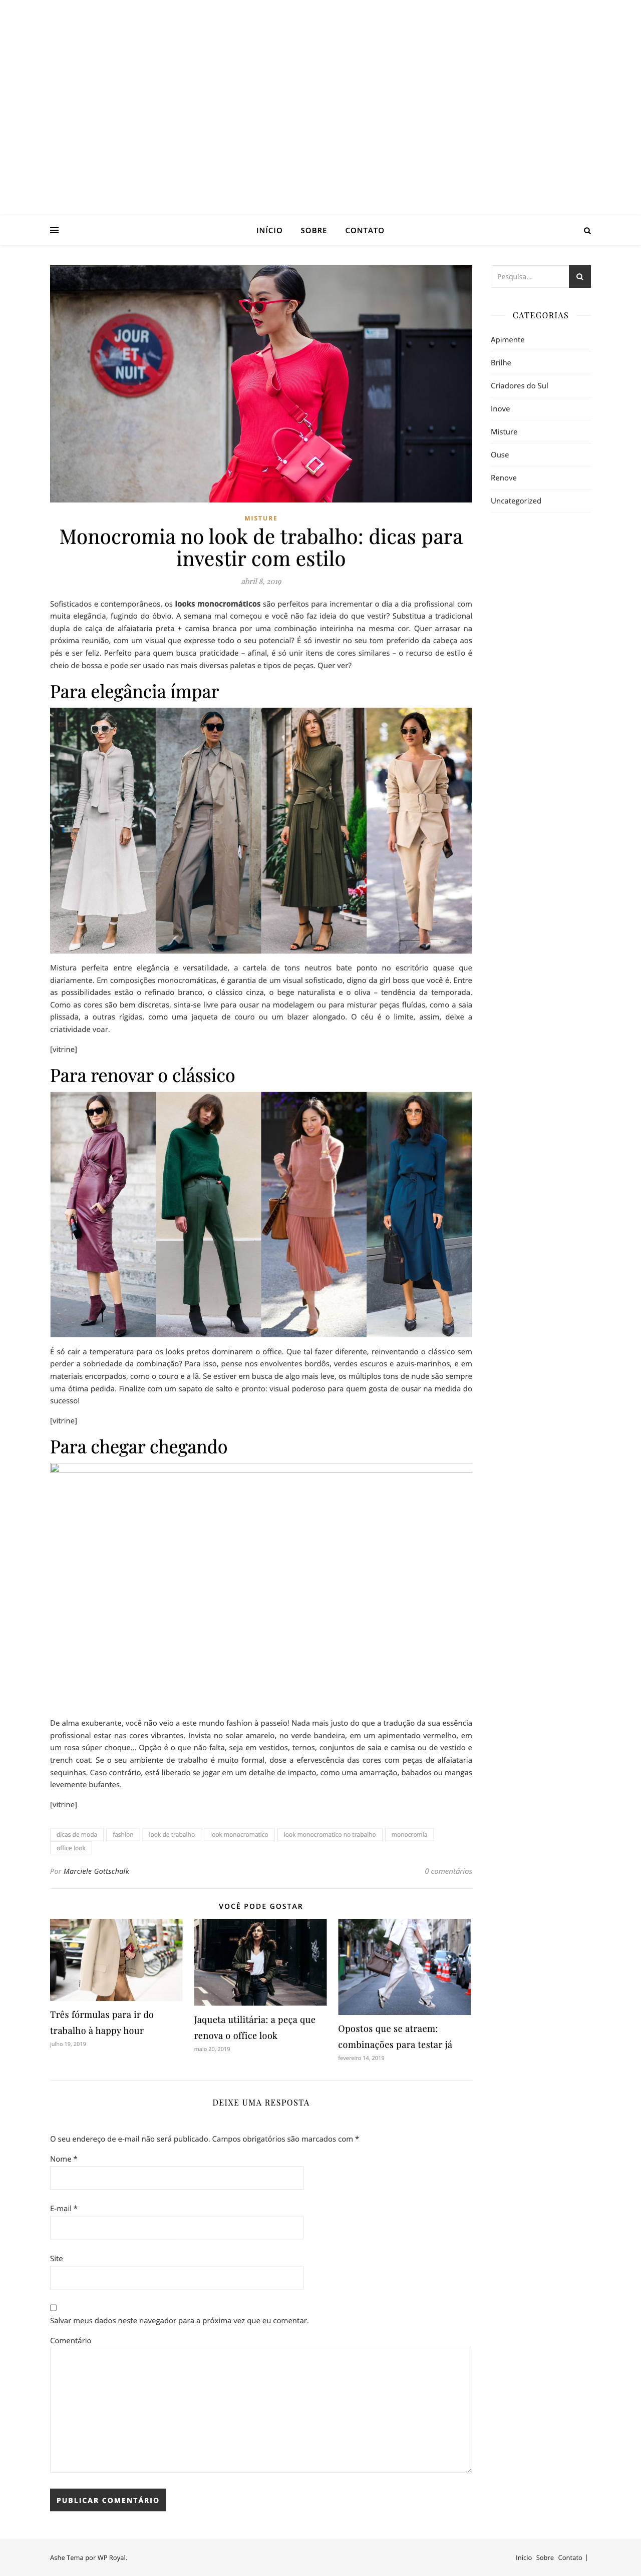 INÍCIO SOBRE CONTATO
JOUR
ET
NUIT
MISTURE
Monocromia no look de trabalho: dicas para
investir com estilo
abril 8, 2019
Sofisticados e contemporâneos, os looks monocromáticos são perfeitos para incrementar o dia a dia profissional com
muita elegância, fugindo do óbvio. A semana mal começou e você não faz ideia do que vestir? Substitua a tradicional
dupla de calça de alfaiataria preta + camisa branca por uma combinação inteirinha na mesma cor. Quer arrasar na
próxima reunião, com um visual que expresse todo o seu potencial? É só investir no seu tom preferido da cabeça aos
pés e ser feliz. Perfeito para quem busca praticidade – afinal, é só unir itens de cores similares – o recurso de estilo é
cheio de bossa e pode ser usado nas mais diversas paletas e tipos de peças. Quer ver?
Para elegância ímpar
Mistura perfeita entre elegância e versatilidade, a cartela de tons neutros bate ponto no escritório quase que
diariamente. Em composições monocromáticas, é garantia de um visual sofisticado, digno da girl boss que você é. Entre
as possibilidades estão o refinado branco, o clássico cinza, o bege naturalista e o oliva – tendência da temporada.
Como as cores são bem discretas, sinta-se livre para ousar na modelagem ou para misturar peças fluídas, como a saia
plissada, a outras rígidas, como uma jaqueta de couro ou um blazer alongado. O céu é o limite, assim, deixe a
criatividade voar.
[vitrine]
Para renovar o clássico
É só cair a temperatura para os looks pretos dominarem o office. Que tal fazer diferente, reinventando o clássico sem
perder a sobriedade da combinação? Para isso, pense nos envolventes bordôs, verdes escuros e azuis-marinhos, e em
materiais encorpados, como o couro e a lã. Se estiver em busca de algo mais leve, os múltiplos tons de nude são sempre
uma ótima pedida. Finalize com um sapato de salto e pronto: visual poderoso para quem gosta de ousar na medida do
sucesso!
[vitrine]
Para chegar chegando
De alma exuberante, você não veio a este mundo fashion à passeio! Nada mais justo do que a tradução da sua essência
profissional estar nas cores vibrantes. Invista no solar amarelo, no verde bandeira, em um apimentado vermelho, em
um rosa súper choque… Opção é o que não falta, seja em vestidos, ternos, conjuntos de saia e camisa ou de vestido e
trench coat. Se o seu ambiente de trabalho é muito formal, dose a efervescência das cores com peças de alfaiataria
sequinhas. Caso contrário, está liberado se jogar em um detalhe de impacto, como uma amarração, babados ou mangas
levemente bufantes.
[vitrine]
dicas de moda fashion look de trabalho look monocromatico look monocromatico no trabalho monocromia
office look
Por Marciele Gottschalk 0 comentários
VOCÊ PODE GOSTAR
Três fórmulas para ir do
trabalho à happy hour
julho 19, 2019
Jaqueta utilitária: a peça que
renova o office look
maio 20, 2019
Opostos que se atraem:
combinações para testar já
fevereiro 14, 2019
DEIXE UMA RESPOSTA
O seu endereço de e-mail não será publicado. Campos obrigatórios são marcados com *
Nome *
E-mail *
Site
Salvar meus dados neste navegador para a próxima vez que eu comentar.
Comentário
PUBLICAR COMENTÁRIO
Pesquisa...
CATEGORIAS
Apimente
Brilhe
Criadores do Sul
Inove
Misture
Ouse
Renove
Uncategorized
Ashe Tema por WP Royal. Início Sobre Contato |